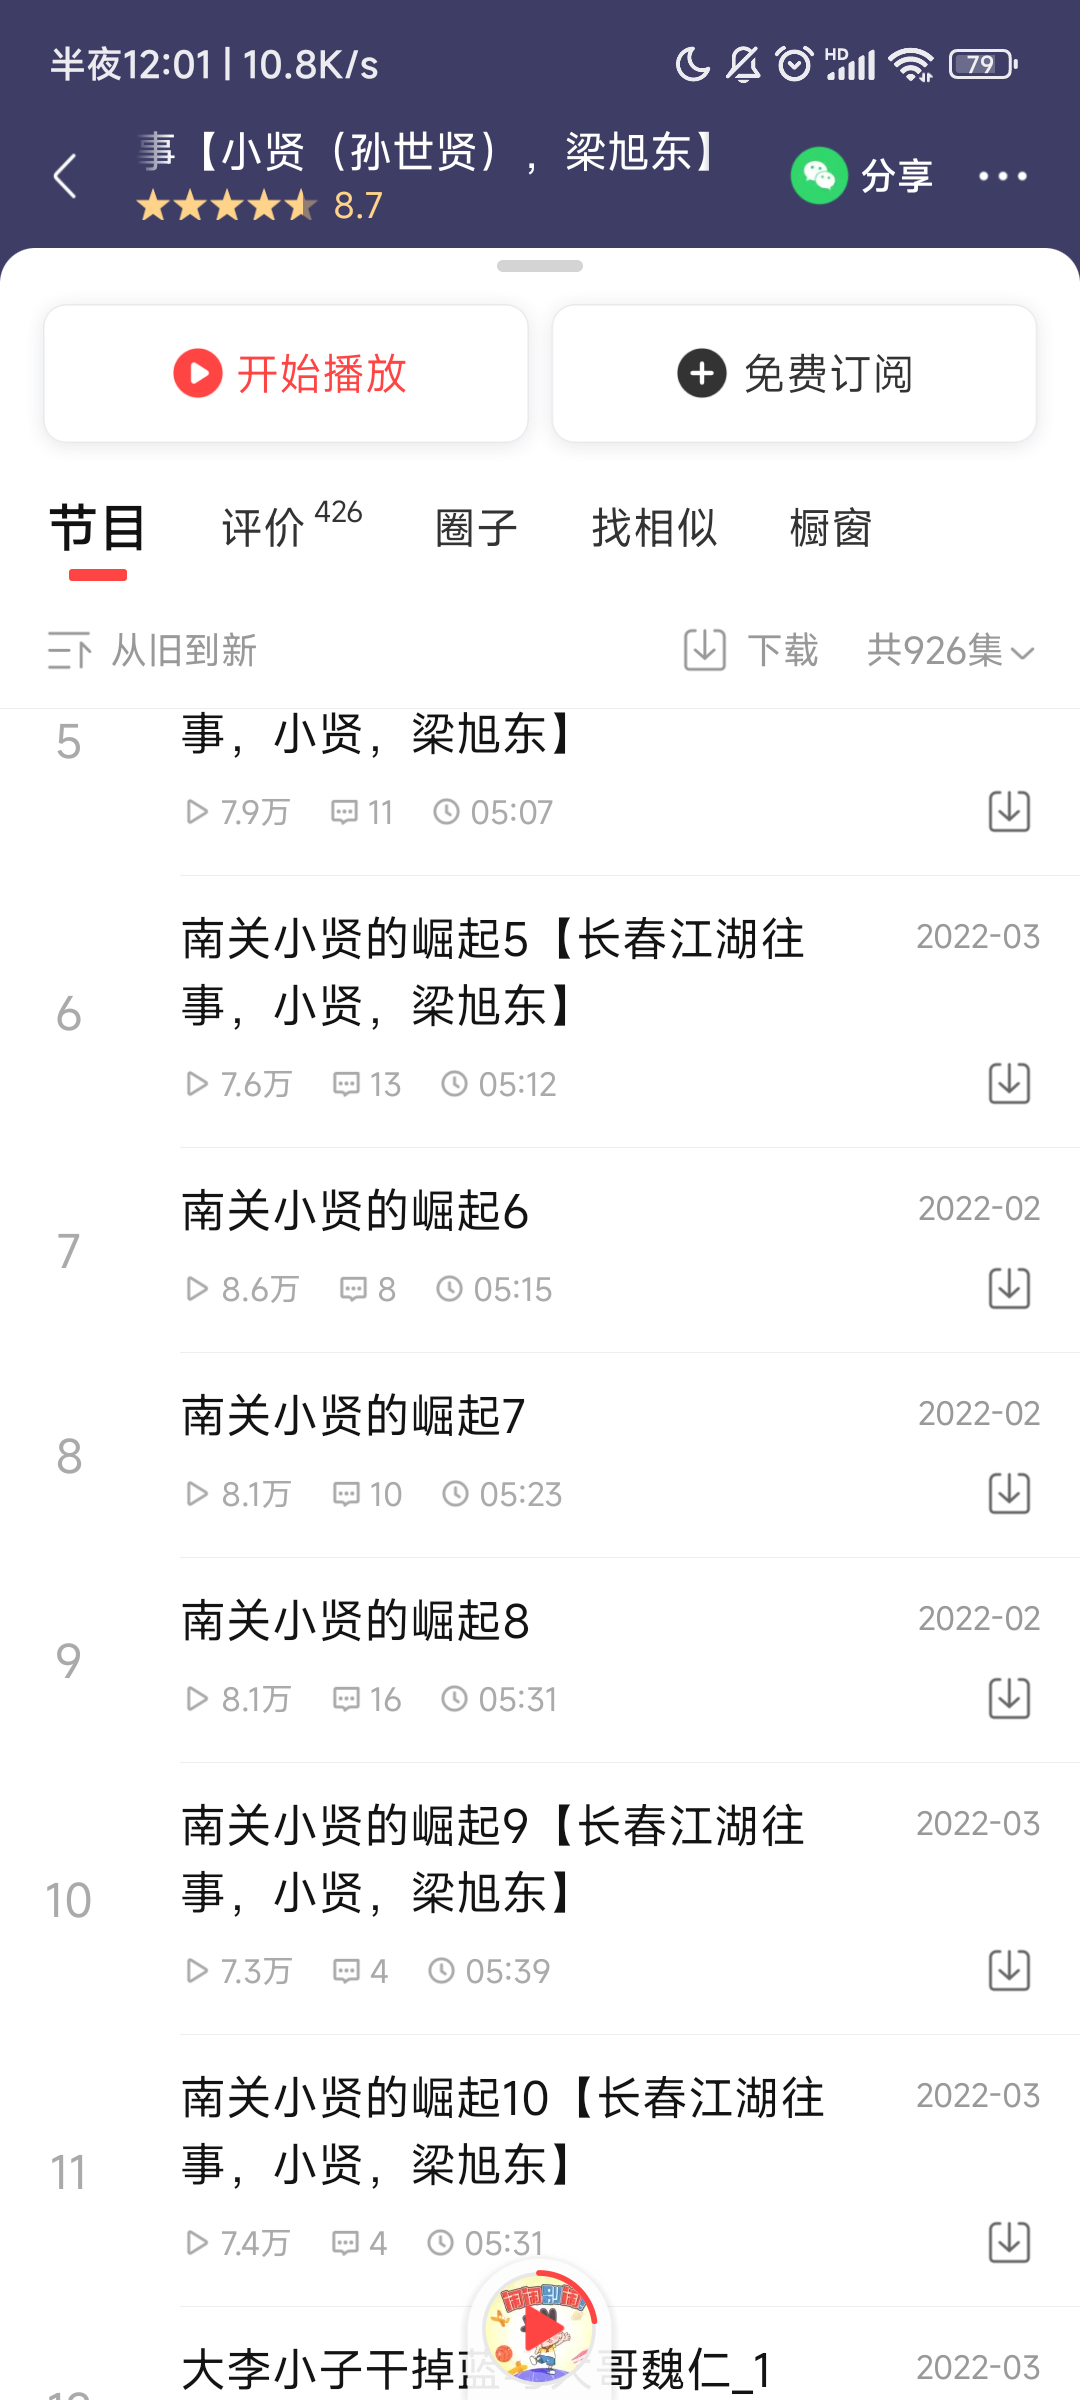 半夜12:01 | 10.8K/s
HD
79
事【小贤（孙世贤），梁旭东】
8.7
分享
开始播放
免费订阅
节目
评价 426
圈子
找相似
橱窗
从旧到新
下载
共926集
5
事，小贤，梁旭东】
7.9万
11
05:07
6
南关小贤的崛起5【长春江湖往
事，小贤，梁旭东】
2022-03
7.6万
13
05:12
7
南关小贤的崛起6
2022-02
8.6万
8
05:15
8
南关小贤的崛起7
2022-02
8.1万
10
05:23
9
南关小贤的崛起8
2022-02
8.1万
16
05:31
10
南关小贤的崛起9【长春江湖往
事，小贤，梁旭东】
2022-03
7.3万
4
05:39
11
南关小贤的崛起10【长春江湖往
事，小贤，梁旭东】
2022-03
7.4万
4
05:31
闹闹别闹
大李小子干掉
哥魏仁_1
2022-03